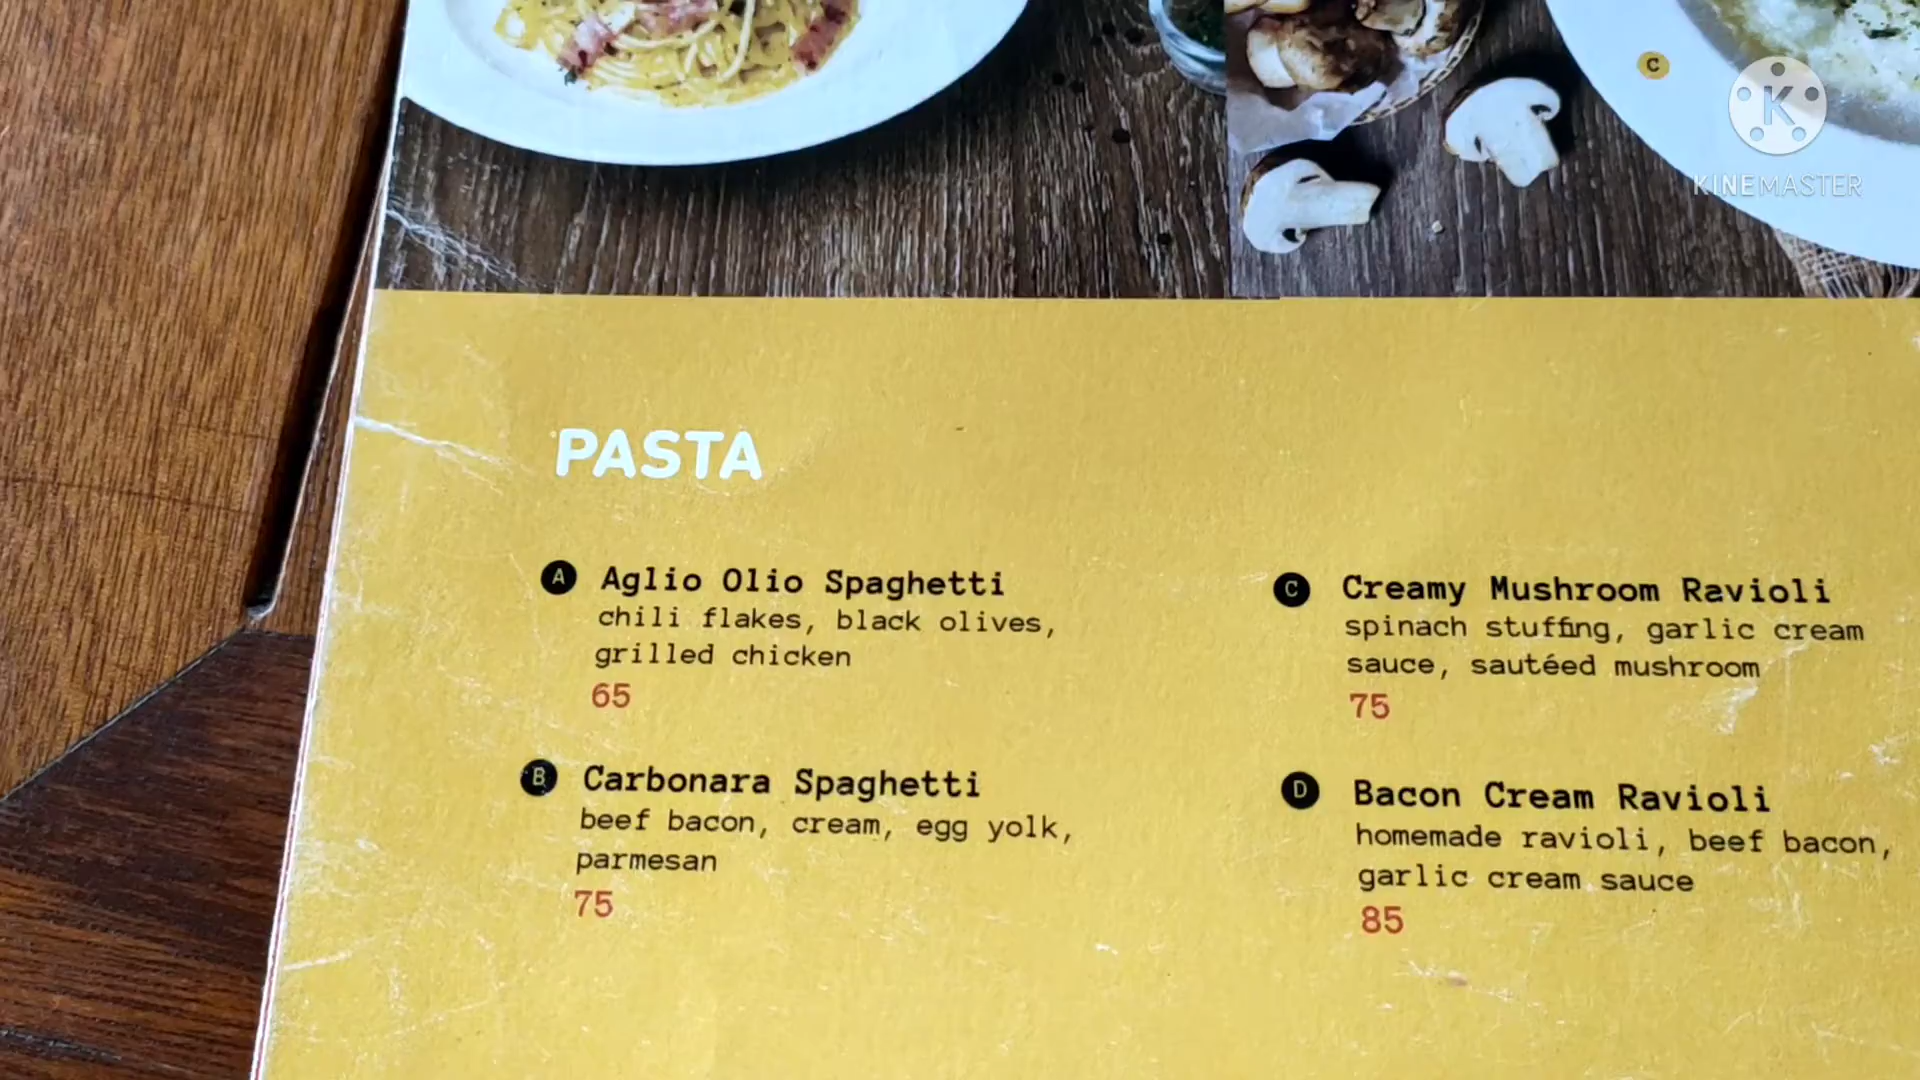 C
K
KINEMASTER
PASTA
A Aglio Olio Spaghetti
chili flakes, black olives,
grilled chicken
65
B Carbonara Spaghetti
beef bacon, cream, egg yolk,
parmesan
75
C Creamy Mushroom Ravioli
spinach stuffing, garlic cream
sauce, sautéed mushroom
75
D Bacon Cream Ravioli
homemade ravioli, beef bacon,
garlic cream sauce
85